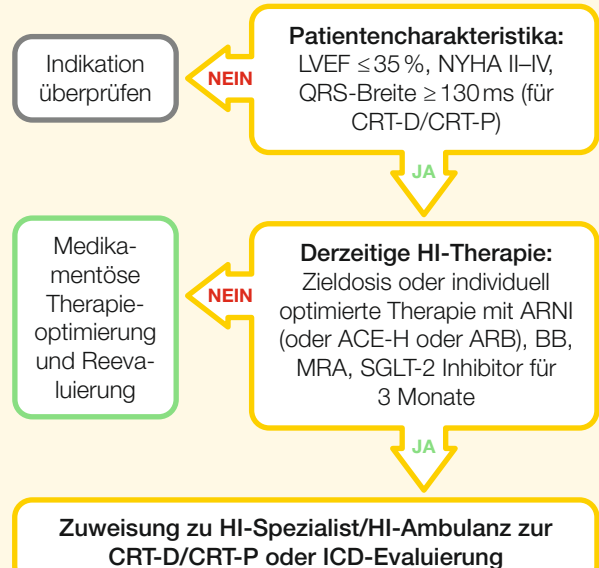 Patientencharakteristika:
LVEF ≤ 35 %, NYHA II–IV,
QRS-Breite ≥ 130 ms (für
CRT-D/CRT-P)
NEIN
Indikation
überprüfen
JA
Derzeitige HI-Therapie:
Zieldosis oder individuell
optimierte Therapie mit ARNI
(oder ACE-H oder ARB), BB,
MRA, SGLT-2 Inhibitor für
3 Monate
NEIN
Medika-
mentöse
Therapie-
optimierung
und Reeva-
luierung
JA
Zuweisung zu HI-Spezialist/HI-Ambulanz zur
CRT-D/CRT-P oder ICD-Evaluierung